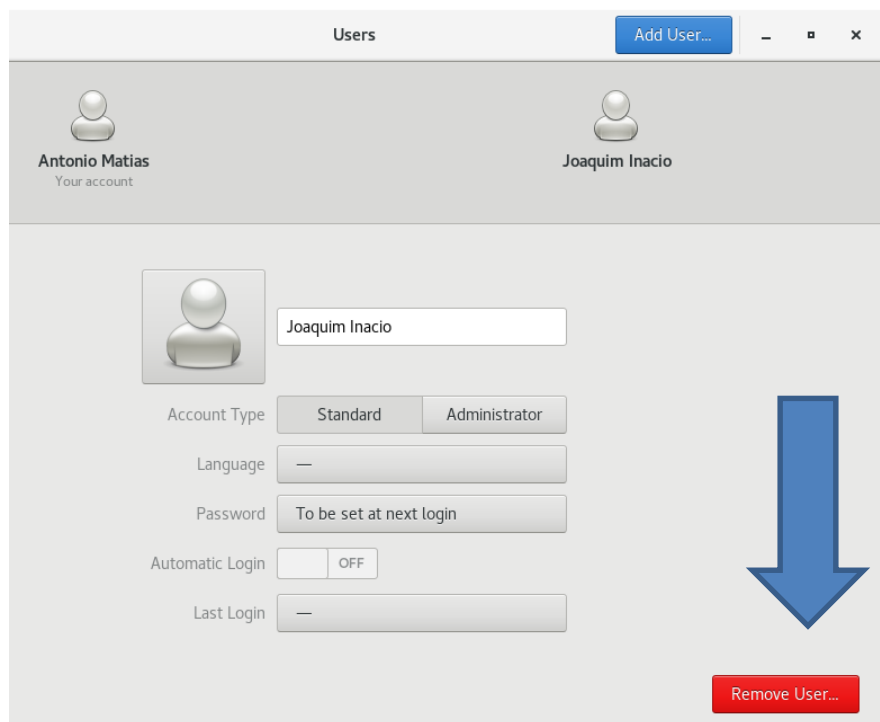 Users
Add User...
Antonio Matias
Your account
Joaquim Inacio
Joaquim Inacio
Account Type
Standard
Administrator
Language
—
Password
To be set at next login
Automatic Login
OFF
Last Login
—
Remove User...